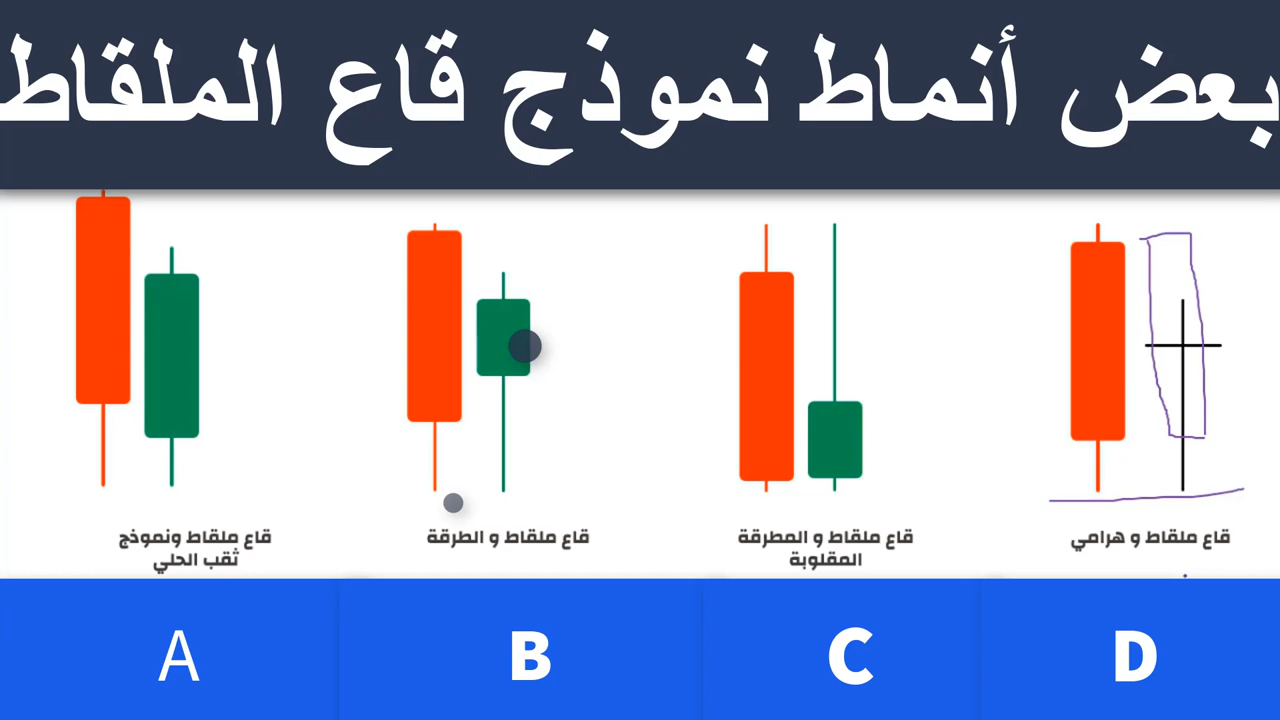 بعض أنماط نموذج قاع الملقاط
قاع ملقاط ونموذج
ثقب الحلي
قاع ملقاط و الطرقة
قاع ملقاط و المطرقة
المقلوبة
قاع ملقاط و هرامي
A
B
C
D